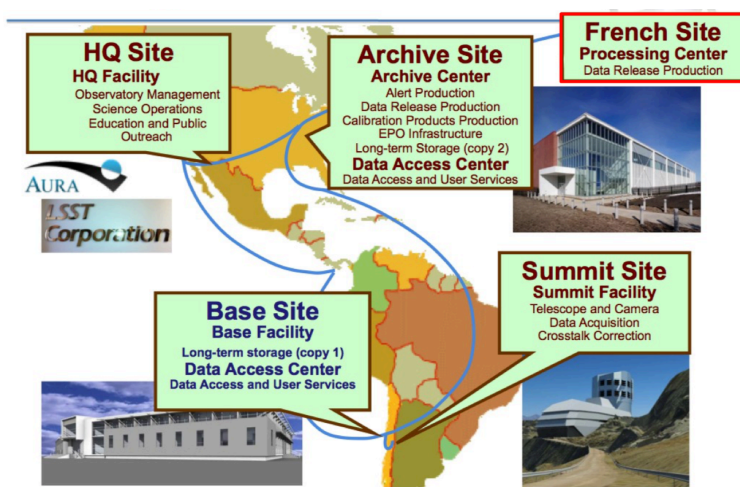 HQ Site
HQ Facility
Observatory Management
Science Operations
Education and Public
Outreach
Archive Site
Archive Center
Alert Production
Data Release Production
Calibration Products Production
EPO Infrastructure
Long-term Storage (copy 2)
Data Access Center
Data Access and User Services
French Site
Processing Center
Data Release Production
AURA
LSST
Corporation
Base Site
Base Facility
Long-term storage (copy 1)
Data Access Center
Data Access and User Services
Summit Site
Summit Facility
Telescope and Camera
Data Acquisition
Crosstalk Correction